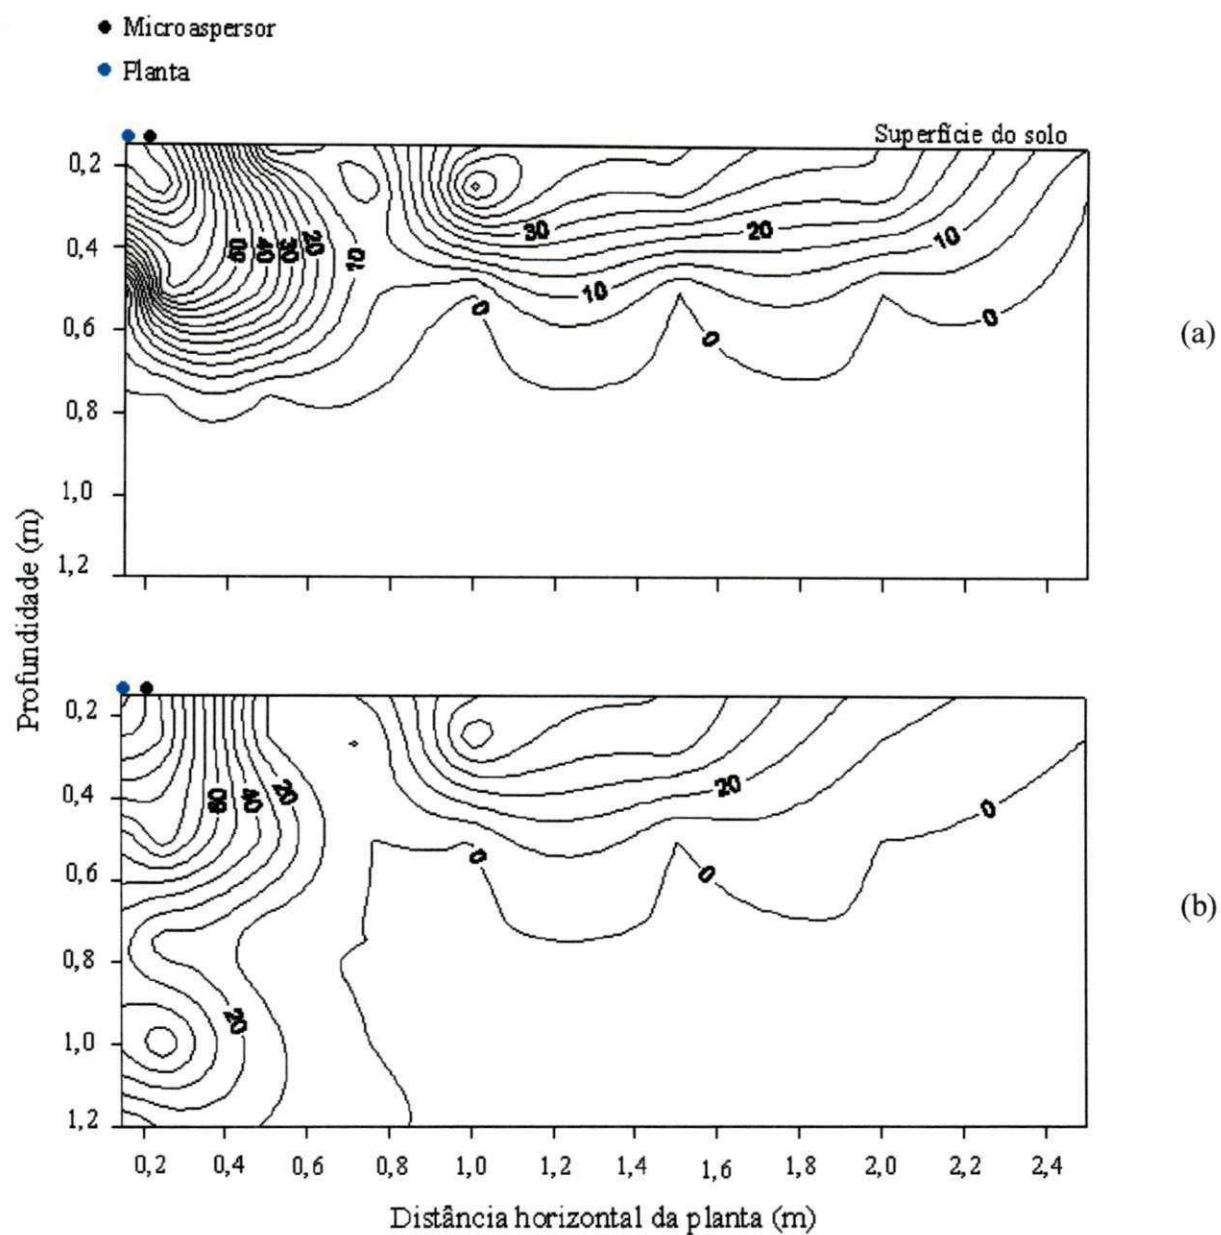 Microaspersor
Planta
Superfície do solo
0,2
0,4
0,6
0,8
1,0
1,2
60 40 30 20 10
30
20
10
10
0
0
0
(a)
Profundidade (m)
0,2
0,4
0,6
0,8
1,0
1,2
60 40 20
20
20
0
0
0
(b)
0,2 0,4 0,6 0,8 1,0 1,2 1,4 1,6 1,8 2,0 2,2 2,4
Distância horizontal da planta (m)